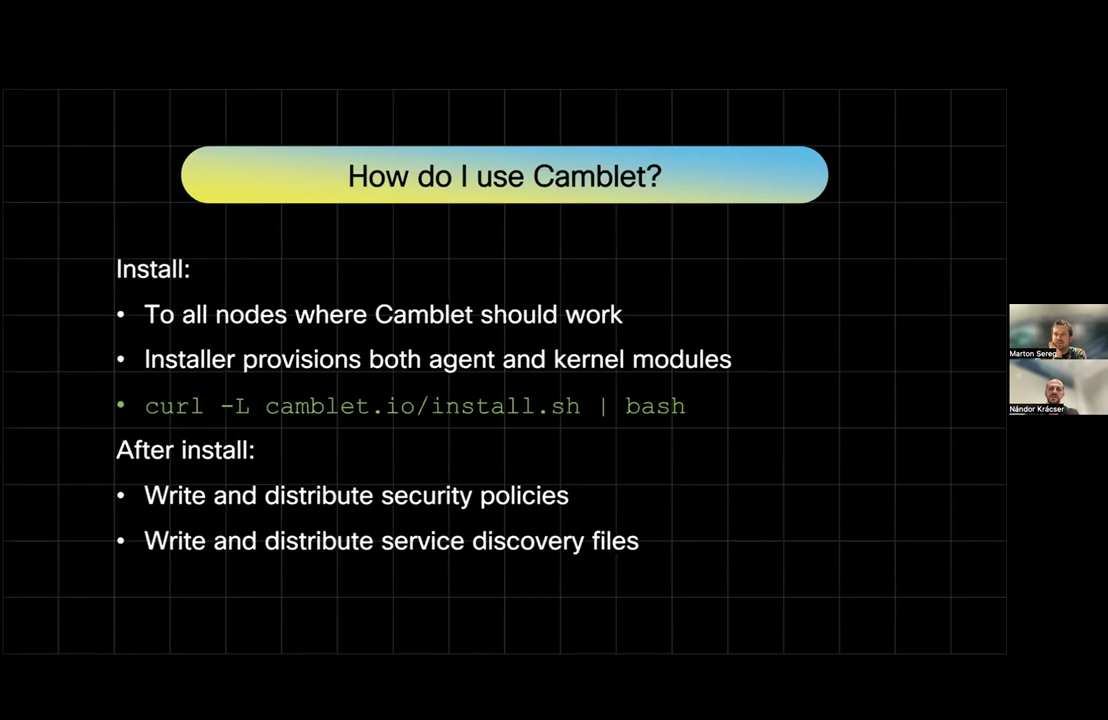 How do I use Camblet?
Install:
• To all nodes where Camblet should work
• Installer provisions both agent and kernel modules
• curl -L camblet.io/install.sh | bash
After install:
• Write and distribute security policies
• Write and distribute service discovery files
Marton Sereg
Nándor Krácser